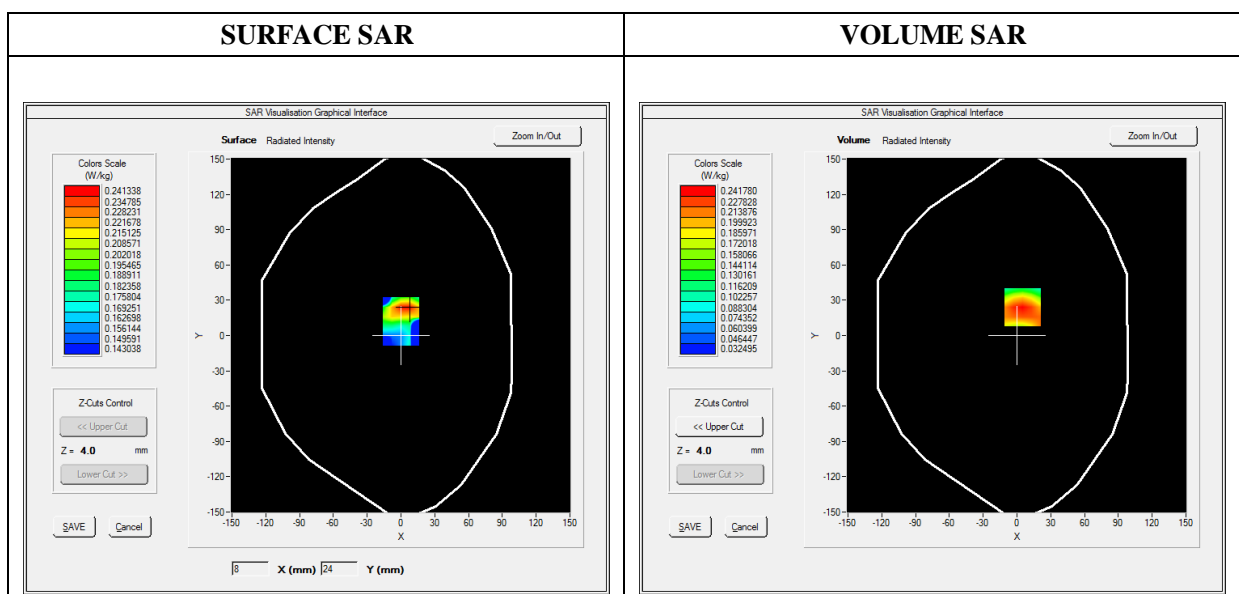 SURFACE SAR
VOLUME SAR
SAR Visualisation Graphical Interface
Surface Radiated Intensity
Zoom In/Out
Colors Scale
(W/kg)
0.241338
0.234785
0.228231
0.221678
0.215125
0.208571
0.202018
0.195465
0.188911
0.182358
0.175804
0.169251
0.162698
0.156144
0.149591
0.143038
Z-Cuts Control
<< Upper Cut
Z = 4.0 mm
Lower Cut >>
SAVE Cancel
150
120
90
60
30
0
-30
-60
-90
-120
-150
Y
-150 -120 -90 -60 -30 0 30 60 90 120 150
X
8 X (mm) 24 Y (mm)
SAR Visualisation Graphical Interface
Volume Radiated Intensity
Zoom In/Out
Colors Scale
(W/kg)
0.241780
0.227828
0.213876
0.199923
0.185971
0.172018
0.158066
0.144114
0.130161
0.116209
0.102257
0.088304
0.074352
0.060399
0.046447
0.032495
Z-Cuts Control
<< Upper Cut
Z = 4.0 mm
Lower Cut >>
SAVE Cancel
150
120
90
60
30
0
-30
-60
-90
-120
-150
Y
-150 -120 -90 -60 -30 0 30 60 90 120 150
X